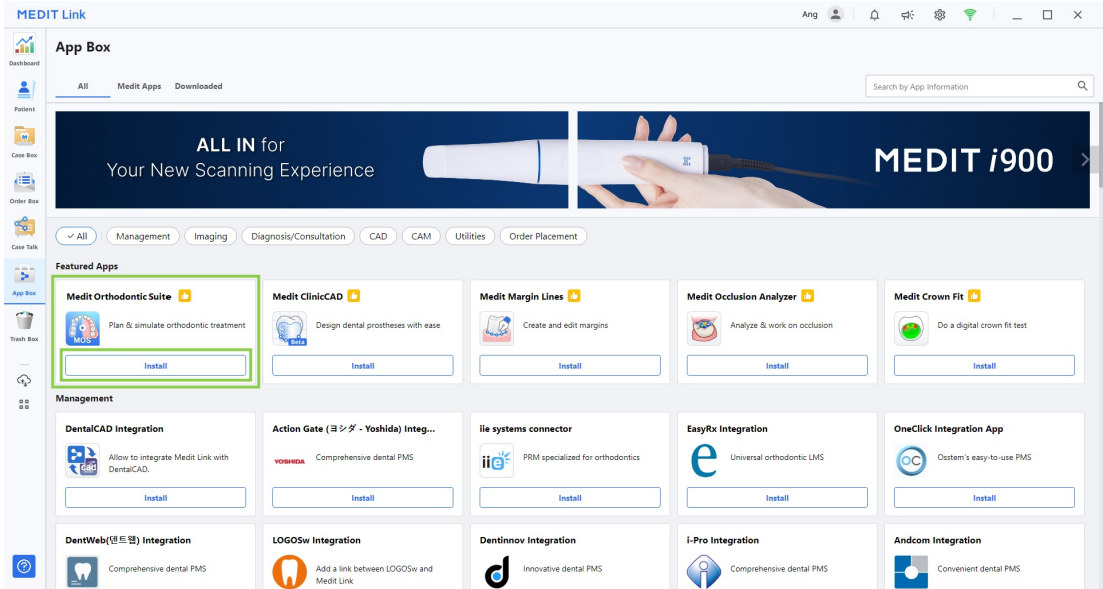 MEDIT Link
Ang
Dashboard
Patient
Case Box
Order Box
Case Talk
App Box
Trash Box
App Box
All Medit Apps Downloaded
Search by App Information
ALL IN for
Your New Scanning Experience
MEDIT i900
All Management Imaging Diagnosis/Consultation CAD CAM Utilities Order Placement
Featured Apps
Medit Orthodontic Suite
MOS
Plan & simulate orthodontic treatment
Install
Medit ClinicCAD
Beta
Design dental prostheses with ease
Install
Medit Margin Lines
Create and edit margins
Install
Medit Occlusion Analyzer
Analyze & work on occlusion
Install
Medit Crown Fit
Do a digital crown fit test
Install
Management
DentalCAD Integration
cad
Allow to integrate Medit Link with
DentalCAD.
Install
Action Gate (ヨシダ - Yoshida) Integ...
YOSHIDA
Comprehensive dental PMS
Install
iie systems connector
iie
PRM specialized for orthodontics
Install
EasyRx Integration
e
Universal orthodontic LMS
Install
OneClick Integration App
OC
Osstem's easy-to-use PMS
Install
DentWeb(덴트웹) Integration
Comprehensive dental PMS
LOGOSw Integration
Add a link between LOGOSw and
Medit Link
Dentinnov Integration
d
Innovative dental PMS
i-Pro Integration
i
Comprehensive dental PMS
Andcom Integration
Convenient dental PMS